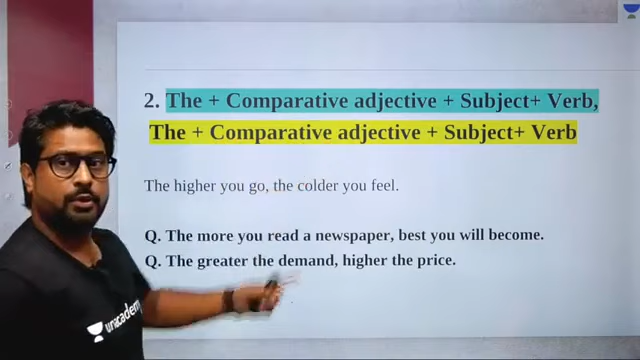 2. The + Comparative adjective + Subject+ Verb,
The + Comparative adjective + Subject+ Verb
The higher you go, the colder you feel.
Q. The more you read a newspaper, best you will become.
Q. The greater the demand, higher the price.
unacademy